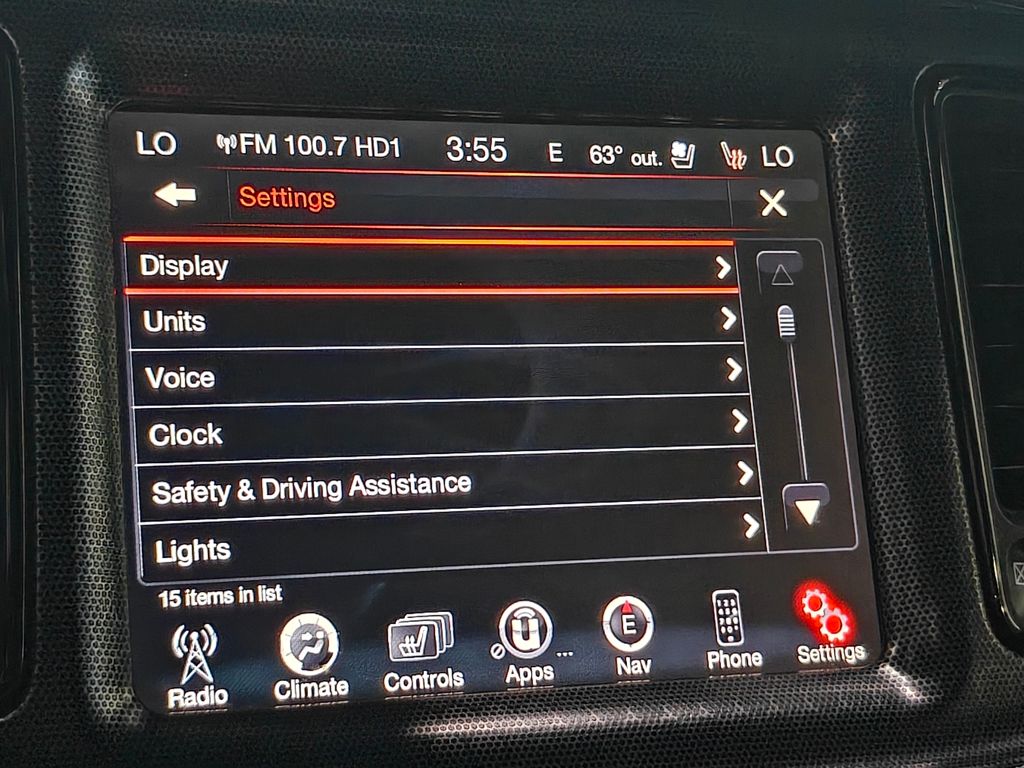 LO FM 100.7 HD1 3:55 E 63° out. LO
Settings
Display
Units
Voice
Clock
Safety & Driving Assistance
Lights
15 items in list
Radio Climate Controls Apps ... Nav Phone Settings